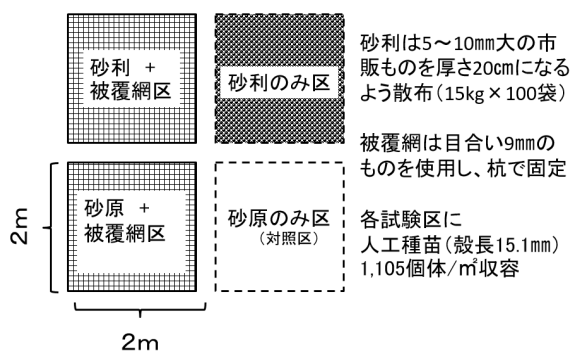 砂利 +
被覆網区
砂利のみ区
砂原 +
被覆網区
砂原のみ区
（対照区）
2m
2m
砂利は5～10㎜大の市
販ものを厚さ20㎝になる
よう散布（15kg×100袋）
被覆網は目合い9㎜の
ものを使用し、杭で固定
各試験区に
人工種苗（殻長15.1㎜）
1,105個体/㎡収容